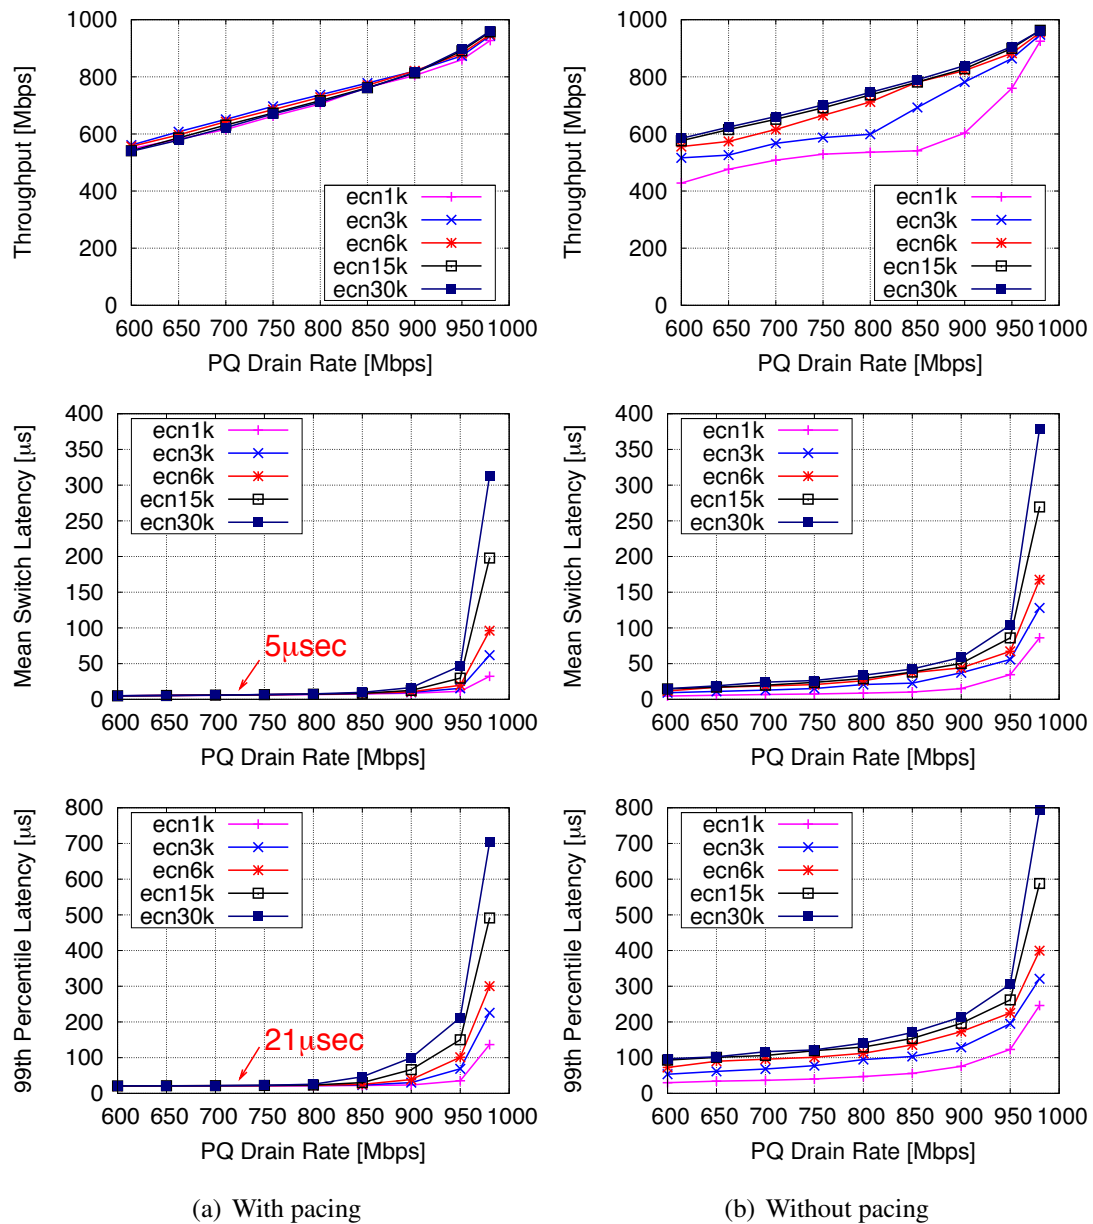 1000
800
600
400
200
0
Throughput [Mbps]
ecn1k
ecn3k
ecn6k
ecn15k
ecn30k
600 650 700 750 800 850 900 950 1000
PQ Drain Rate [Mbps]
1000
800
600
400
200
0
Throughput [Mbps]
ecn1k
ecn3k
ecn6k
ecn15k
ecn30k
600 650 700 750 800 850 900 950 1000
PQ Drain Rate [Mbps]
400
350
300
250
200
150
100
50
0
Mean Switch Latency [μs]
ecn1k
ecn3k
ecn6k
ecn15k
ecn30k
5μsec
600 650 700 750 800 850 900 950 1000
PQ Drain Rate [Mbps]
400
350
300
250
200
150
100
50
0
Mean Switch Latency [μs]
ecn1k
ecn3k
ecn6k
ecn15k
ecn30k
600 650 700 750 800 850 900 950 1000
PQ Drain Rate [Mbps]
800
700
600
500
400
300
200
100
0
99th Percentile Latency [μs]
ecn1k
ecn3k
ecn6k
ecn15k
ecn30k
21μsec
600 650 700 750 800 850 900 950 1000
PQ Drain Rate [Mbps]
800
700
600
500
400
300
200
100
0
99th Percentile Latency [μs]
ecn1k
ecn3k
ecn6k
ecn15k
ecn30k
600 650 700 750 800 850 900 950 1000
PQ Drain Rate [Mbps]
(a) With pacing
(b) Without pacing